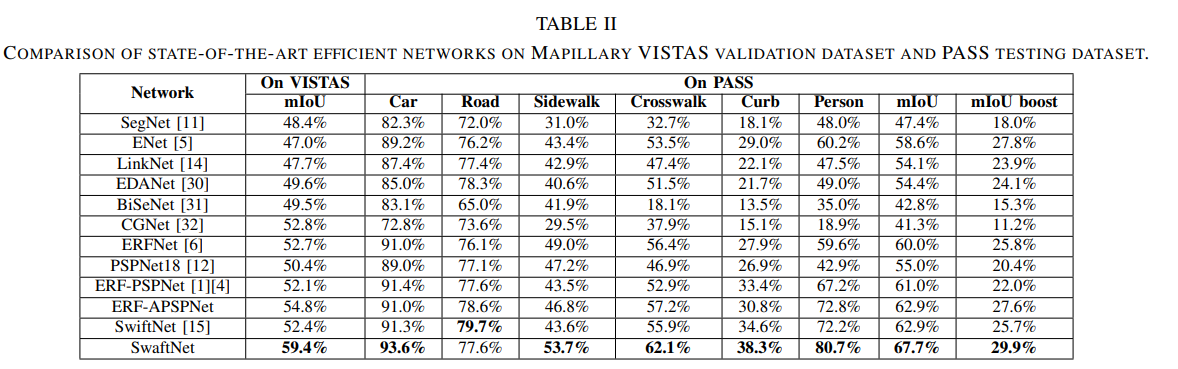 TABLE II
COMPARISON OF STATE-OF-THE-ART EFFICIENT NETWORKS ON MAPILLARY VISTAS VALIDATION DATASET AND PASS TESTING DATASET.
Network On VISTAS On PASS
mIoU Car Road Sidewalk Crosswalk Curb Person mIoU mIoU boost
SegNet [11] 48.4% 82.3% 72.0% 31.0% 32.7% 18.1% 48.0% 47.4% 18.0%
ENet [5] 47.0% 89.2% 76.2% 43.4% 53.5% 29.0% 60.2% 58.6% 27.8%
LinkNet [14] 47.7% 87.4% 77.4% 42.9% 47.4% 22.1% 47.5% 54.1% 23.9%
EDANet [30] 49.6% 85.0% 78.3% 40.6% 51.5% 21.7% 49.0% 54.4% 24.1%
BiSeNet [31] 49.5% 83.1% 65.0% 41.9% 18.1% 13.5% 35.0% 42.8% 15.3%
CGNet [32] 52.8% 72.8% 73.6% 29.5% 37.9% 15.1% 18.9% 41.3% 11.2%
ERFNet [6] 52.7% 91.0% 76.1% 49.0% 56.4% 27.9% 59.6% 60.0% 25.8%
PSPNet18 [12] 50.4% 89.0% 77.1% 47.2% 46.9% 26.9% 42.9% 55.0% 20.4%
ERF-PSPNet [1][4] 52.1% 91.4% 77.6% 43.5% 52.9% 33.4% 67.2% 61.0% 22.0%
ERF-APSPNet 54.8% 91.0% 78.6% 46.8% 57.2% 30.8% 72.8% 62.9% 27.6%
SwiftNet [15] 52.4% 91.3% 79.7% 43.6% 55.9% 34.6% 72.2% 62.9% 25.7%
SwaftNet 59.4% 93.6% 77.6% 53.7% 62.1% 38.3% 80.7% 67.7% 29.9%